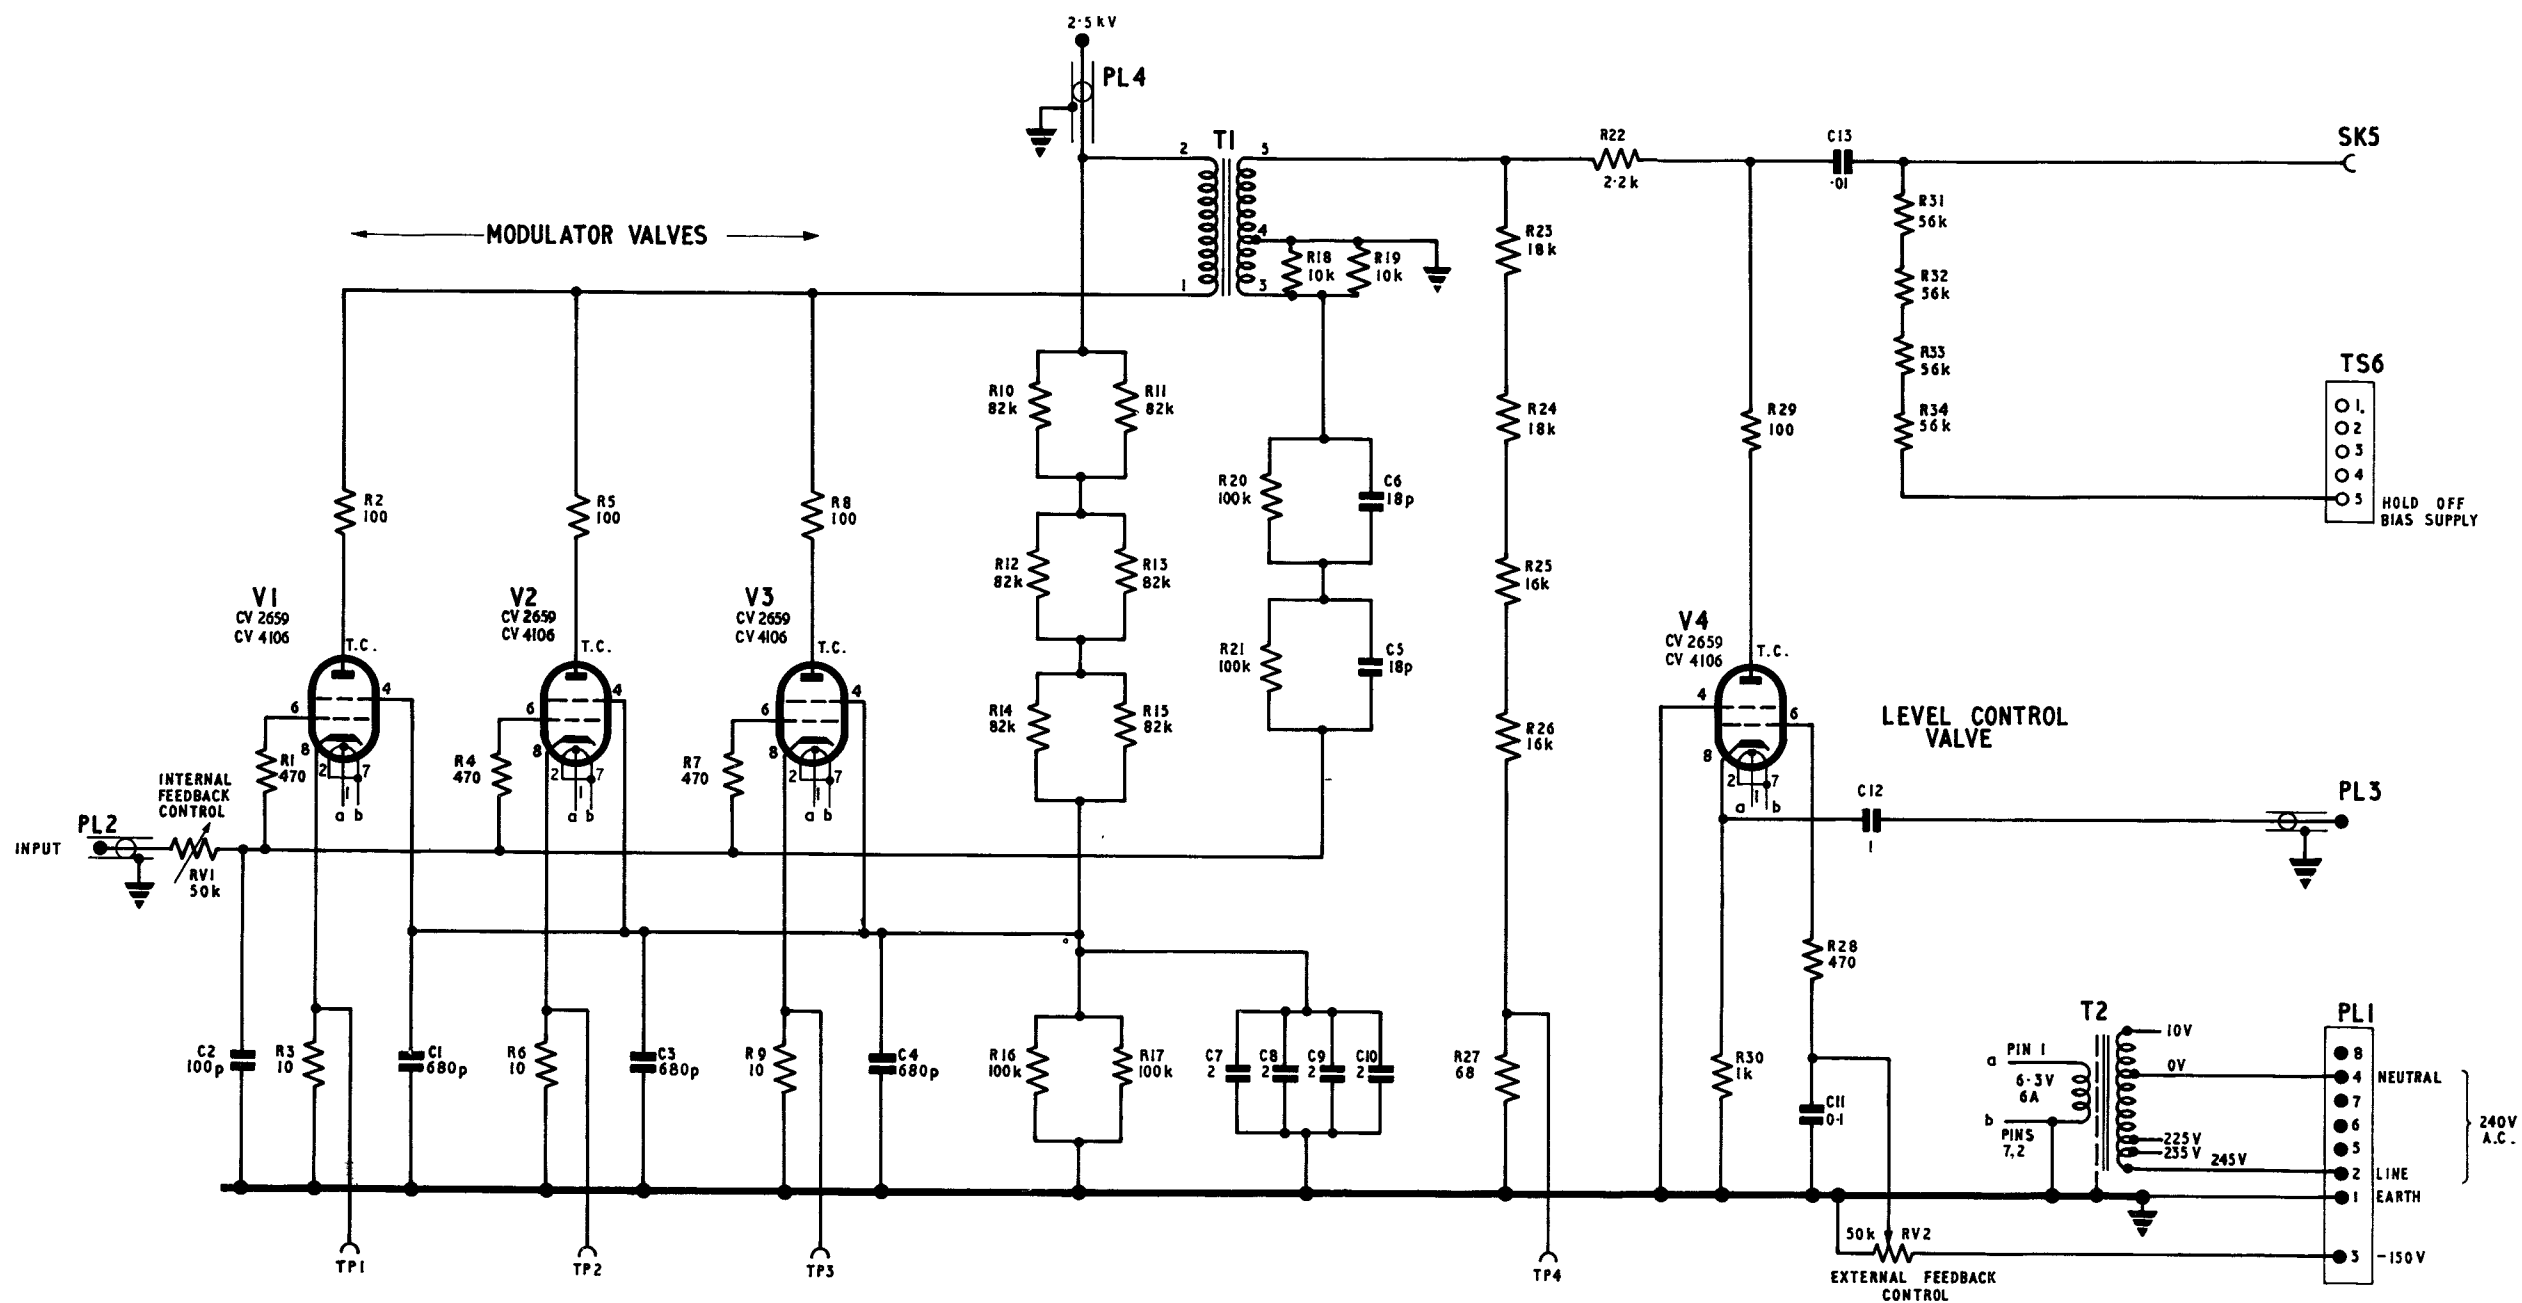 2·5kV
PL4
T1
2
5
4
1
3
R18
10k
R19
10k
R22
2·2k
C13
·01
SK5
MODULATOR VALVES
R23
18k
R31
56k
R32
56k
R33
56k
R34
56k
TS6
1.
2
3
4
5
HOLD OFF
BIAS SUPPLY
R10
82k
R11
82k
R24
18k
R29
100
R2
100
R5
100
R8
100
R20
100k
C6
18p
R12
82k
R13
82k
R25
16k
V1
CV 2659
CV 4106
T.C.
V2
CV 2659
CV 4106
T.C.
V3
CV 2659
CV 4106
T.C.
V4
CV 2659
CV 4106
T.C.
R21
100k
C5
18p
R14
82k
R15
82k
R26
16k
6
4
8
2
7
1
a b
6
4
8
2
7
1
a b
6
4
8
2
7
1
a b
4
6
8
2
7
1
a
b
LEVEL CONTROL
VALVE
R1
470
R4
470
R7
470
INTERNAL
FEEDBACK
CONTROL
PL2
INPUT
RV1
50k
C12
1
PL3
R28
470
C2
100p
R3
10
C1
680p
R6
10
C3
680p
R9
10
C4
680p
R16
100k
R17
100k
C7
2
C8
2
C9
2
C10
2
R27
68
R30
1k
C11
0·1
T2
10V
0V
a
PIN 1
6·3V
6A
b
PINS
7,2
225V
235V
245V
PL1
8
4
NEUTRAL
7
6
5
2
LINE
1
EARTH
3
-150V
240V
A.C.
50k
RV2
EXTERNAL FEEDBACK
CONTROL
TP1
TP2
TP3
TP4